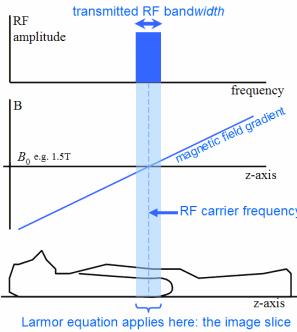 transmitted RF bandwidth
RF
amplitude
frequency
B
magnetic field gradient
B0 e.g. 1.5T
z-axis
RF carrier frequency
z-axis
Larmor equation applies here: the image slice